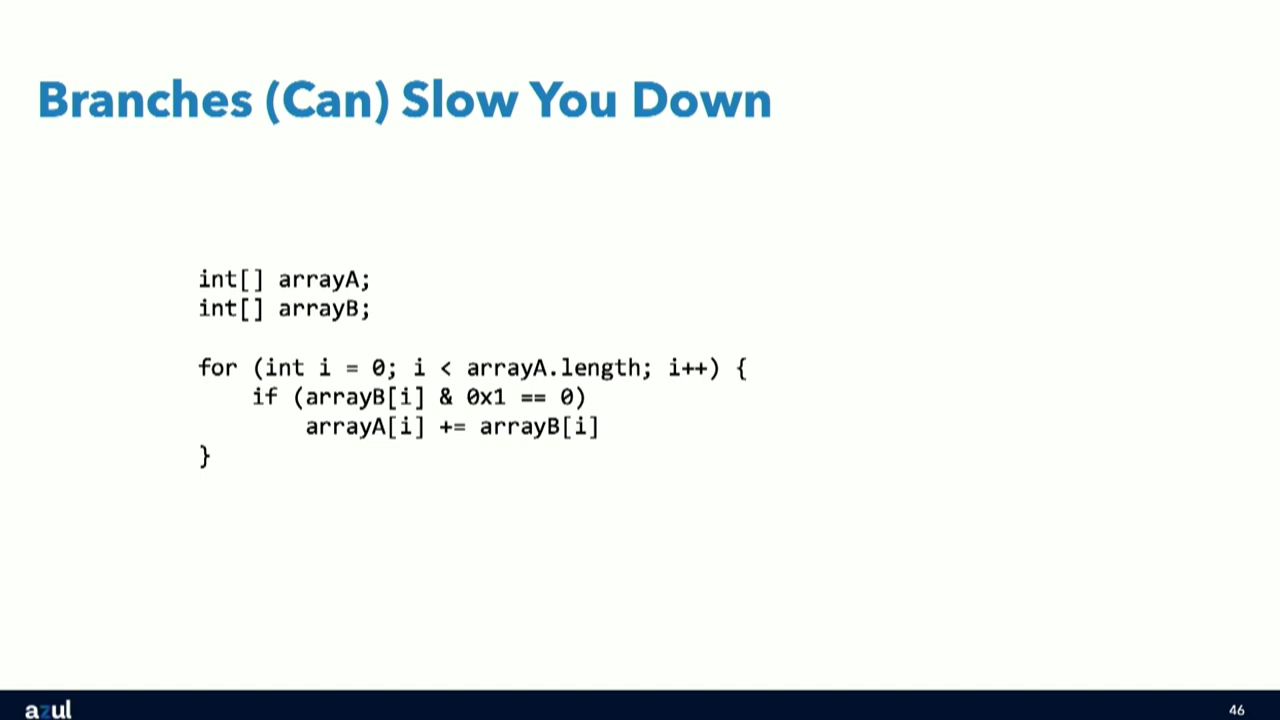 Branches (Can) Slow You Down
int[] arrayA;
int[] arrayB;
for (int i = 0; i < arrayA.length; i++) {
    if (arrayB[i] & 0x1 == 0)
        arrayA[i] += arrayB[i]
}
azul
46